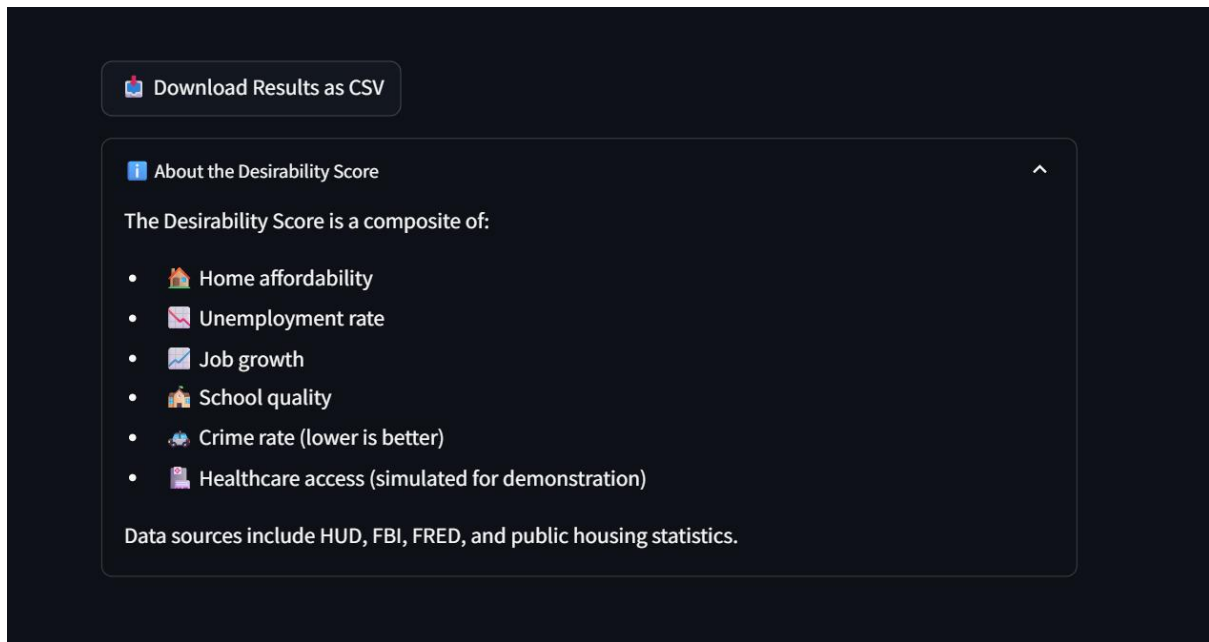 Download Results as CSV
About the Desirability Score
The Desirability Score is a composite of:
• Home affordability
• Unemployment rate
• Job growth
• School quality
• Crime rate (lower is better)
• Healthcare access (simulated for demonstration)
Data sources include HUD, FBI, FRED, and public housing statistics.